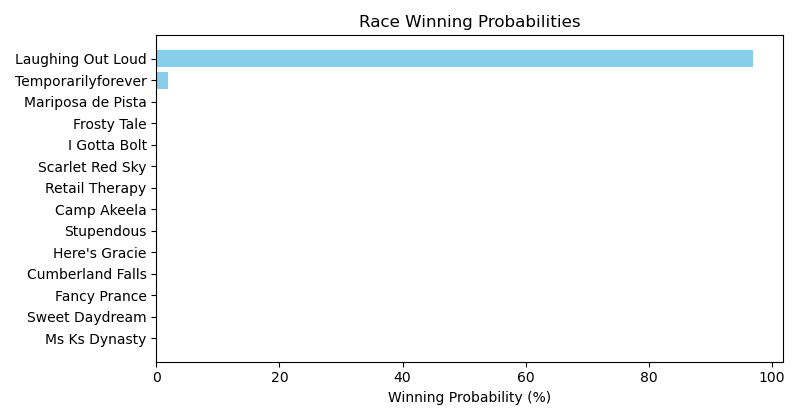 Race Winning Probabilities
Laughing Out Loud
Temporarilyforever
Mariposa de Pista
Frosty Tale
I Gotta Bolt
Scarlet Red Sky
Retail Therapy
Camp Akeela
Stupendous
Here's Gracie
Cumberland Falls
Fancy Prance
Sweet Daydream
Ms Ks Dynasty
0 20 40 60 80 100
Winning Probability (%)